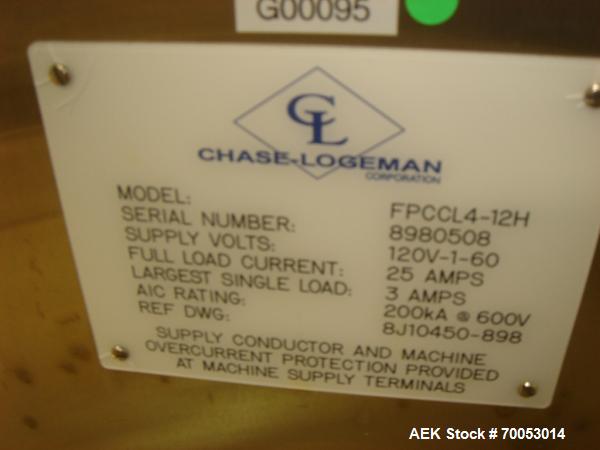 G00095
CL
CHASE-LOGEMAN
CORPORATION
MODEL: FPCCL4-12H
SERIAL NUMBER: 8980508
SUPPLY VOLTS: 120V-1-60
FULL LOAD CURRENT: 25 AMPS
LARGEST SINGLE LOAD: 3 AMPS
AIC RATING: 200kA @ 600V
REF DWG: 8J10450-898
SUPPLY CONDUCTOR AND MACHINE
OVERCURRENT PROTECTION PROVIDED
AT MACHINE SUPPLY TERMINALS
AEK Stock # 70053014